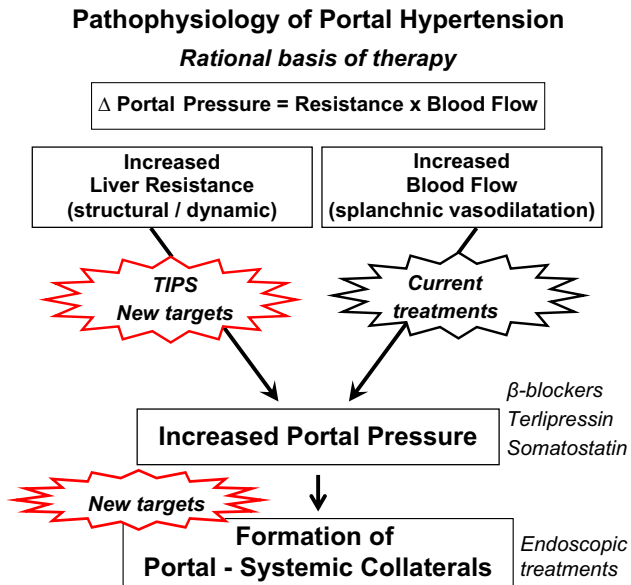 Pathophysiology of Portal Hypertension
Rational basis of therapy
Δ Portal Pressure = Resistance x Blood Flow
Increased
Liver Resistance
(structural / dynamic)
Increased
Blood Flow
(splanchnic vasodilatation)
TIPS
New targets
Current
treatments
β-blockers
Terlipressin
Somatostatin
Increased Portal Pressure
New targets
Formation of
Portal - Systemic Collaterals
Endoscopic
treatments